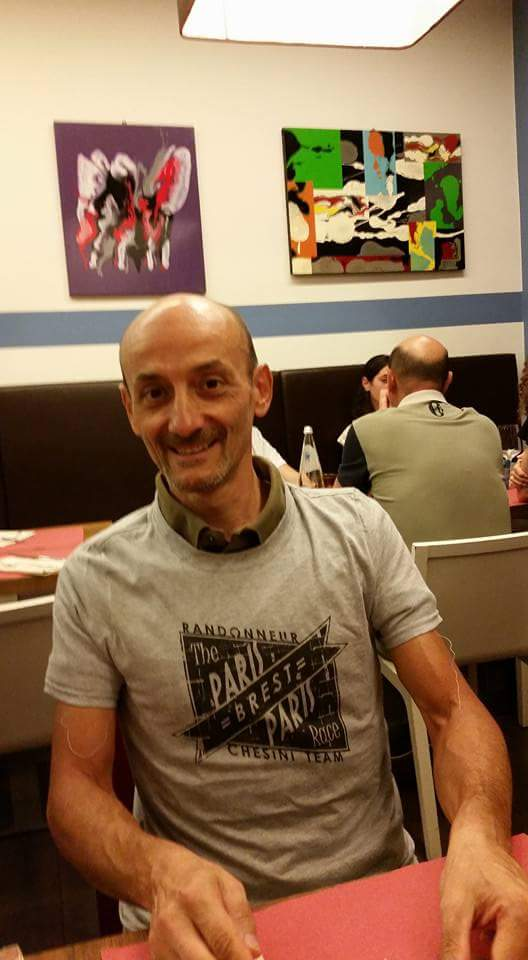 RANDONNEUR
The PARIS
=BREST=
PARIS Race
CHESINI TEAM